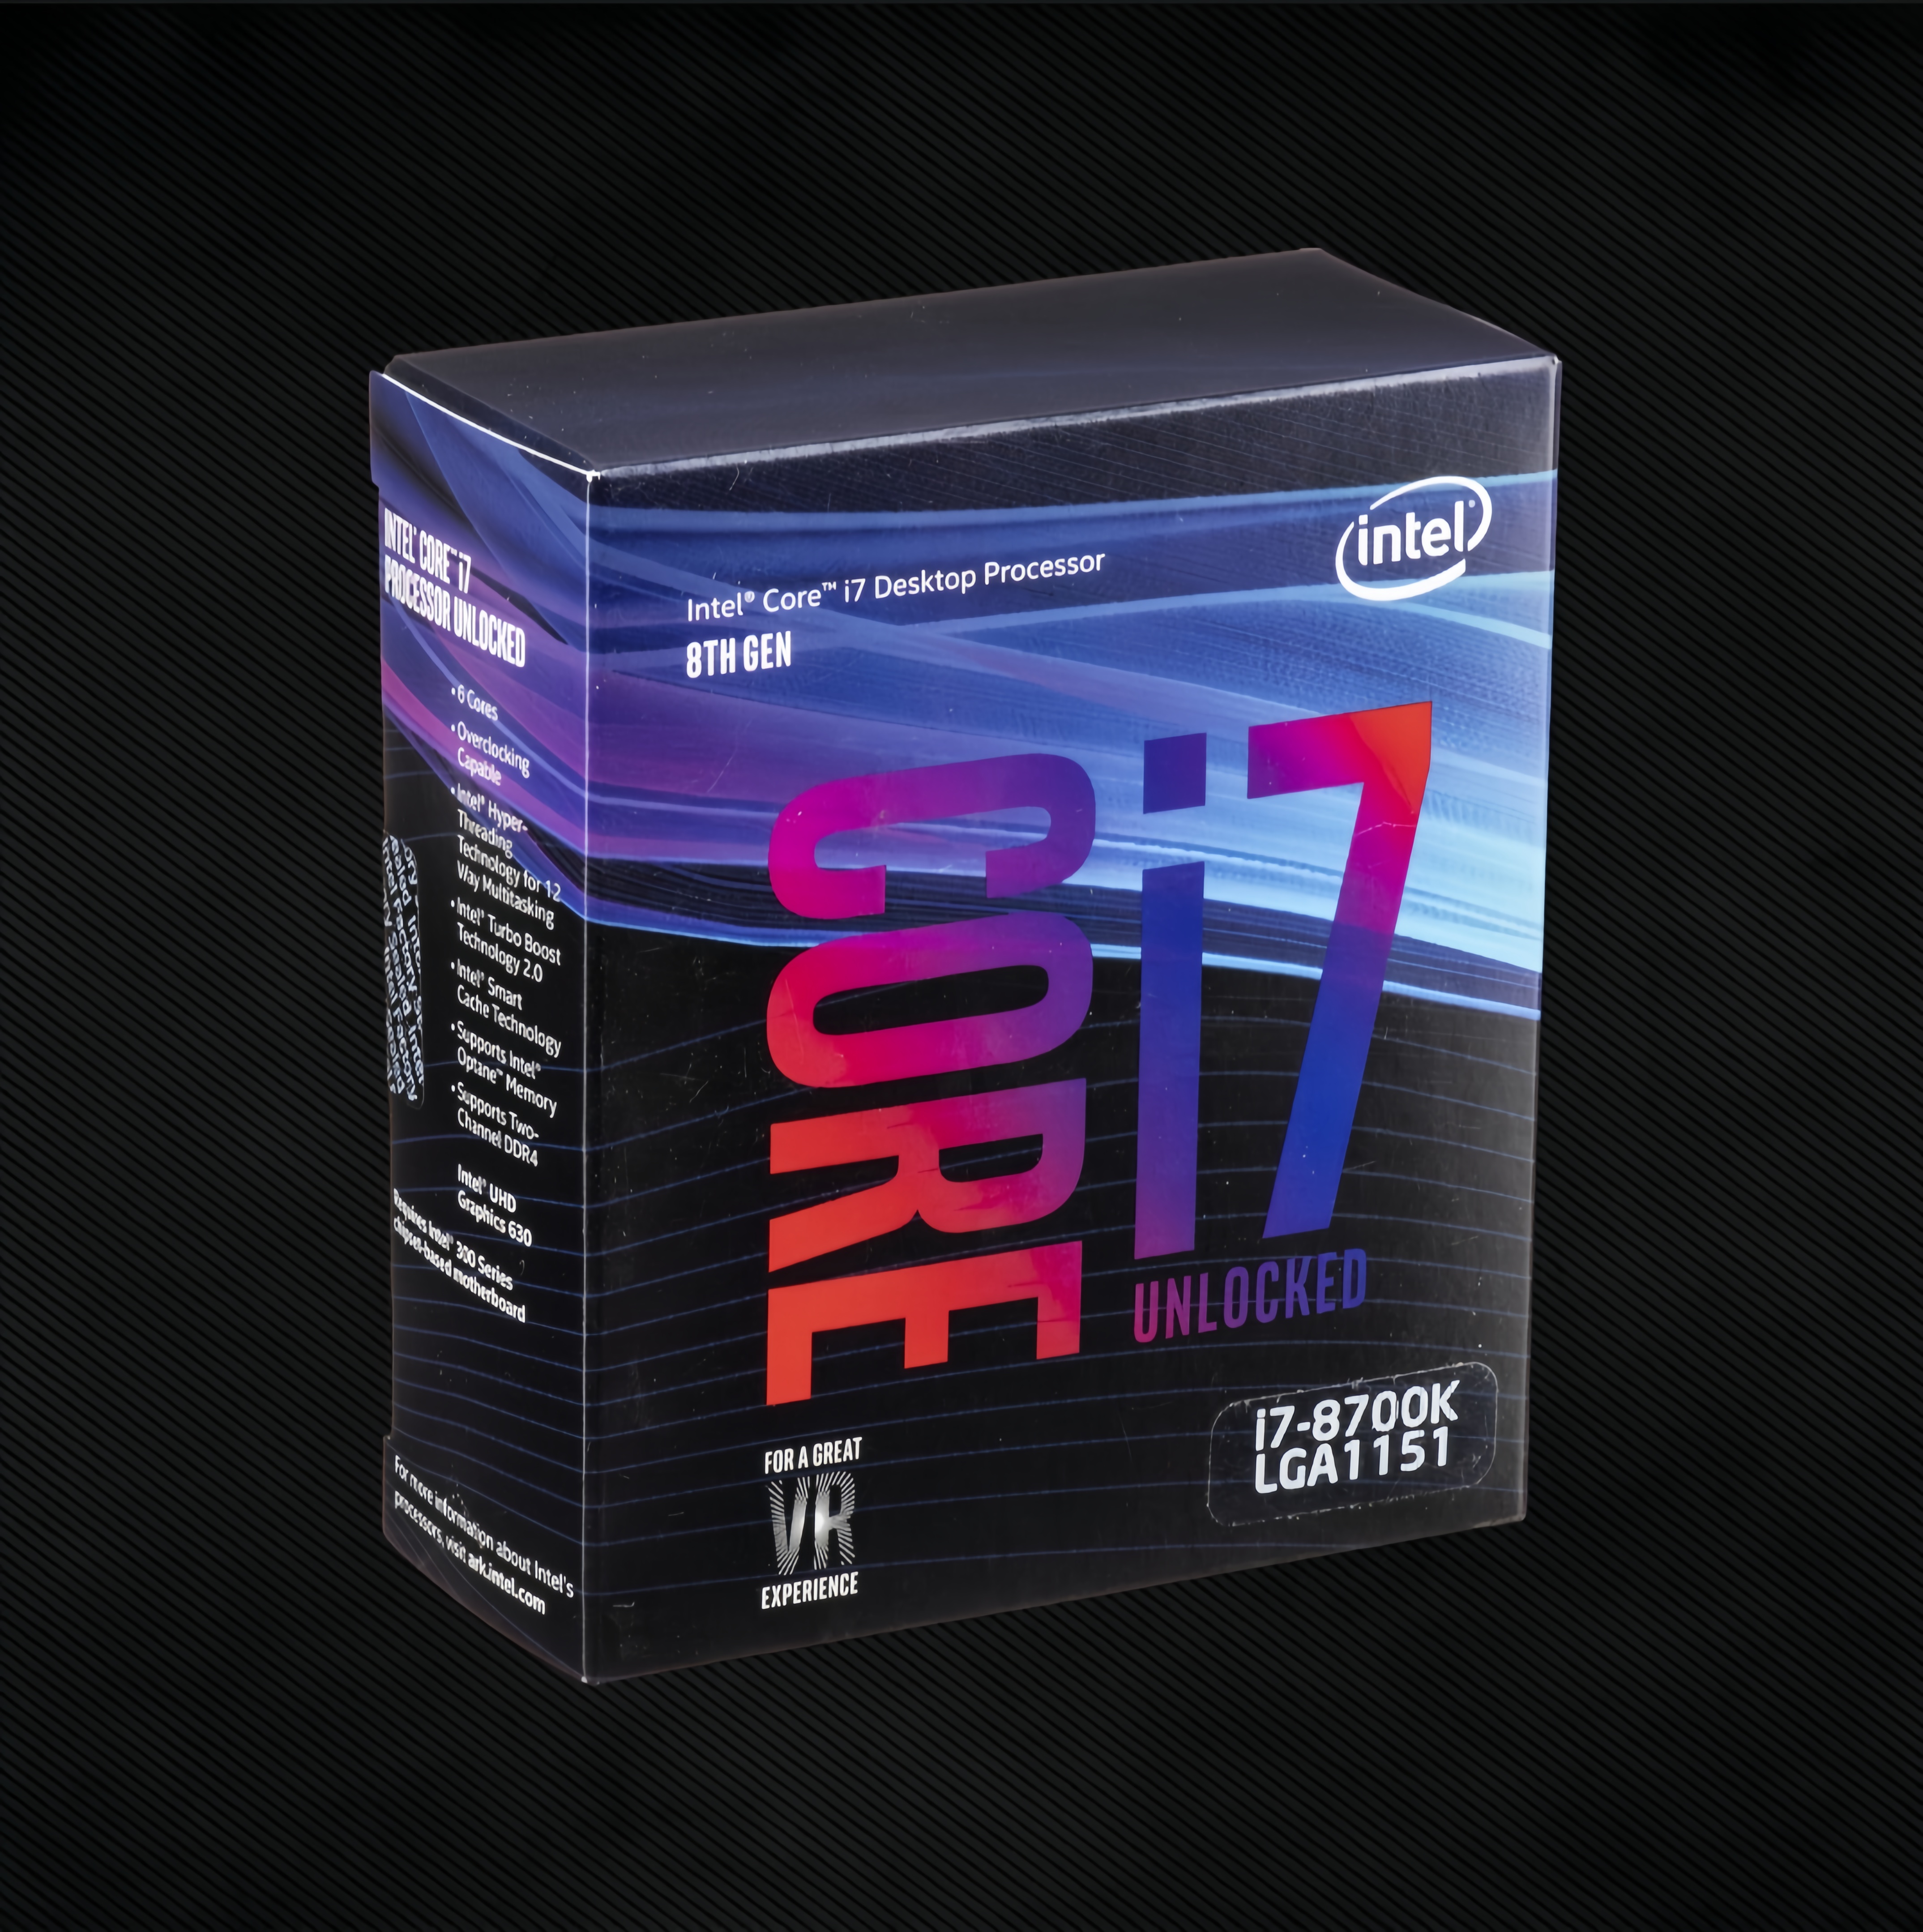 intel®
Intel® Core™ i7 Desktop Processor
8TH GEN
CORE
i7
UNLOCKED
i7-8700K
LGA1151
FOR A GREAT
VR
EXPERIENCE
INTEL® CORE™ i7
PROCESSOR UNLOCKED
• 6 Cores
• Overclocking
Capable
• Intel® Hyper-
Threading
Technology for 12
Way Multitasking
• Intel® Turbo Boost
Technology 2.0
• Intel® Smart
Cache Technology
• Supports Intel®
Optane™ Memory
• Supports Two-
Channel DDR4
Intel® UHD
Graphics 630
Requires Intel® 300 Series
chipset-based motherboard
For more information about Intel's
processors, visit ark.intel.com